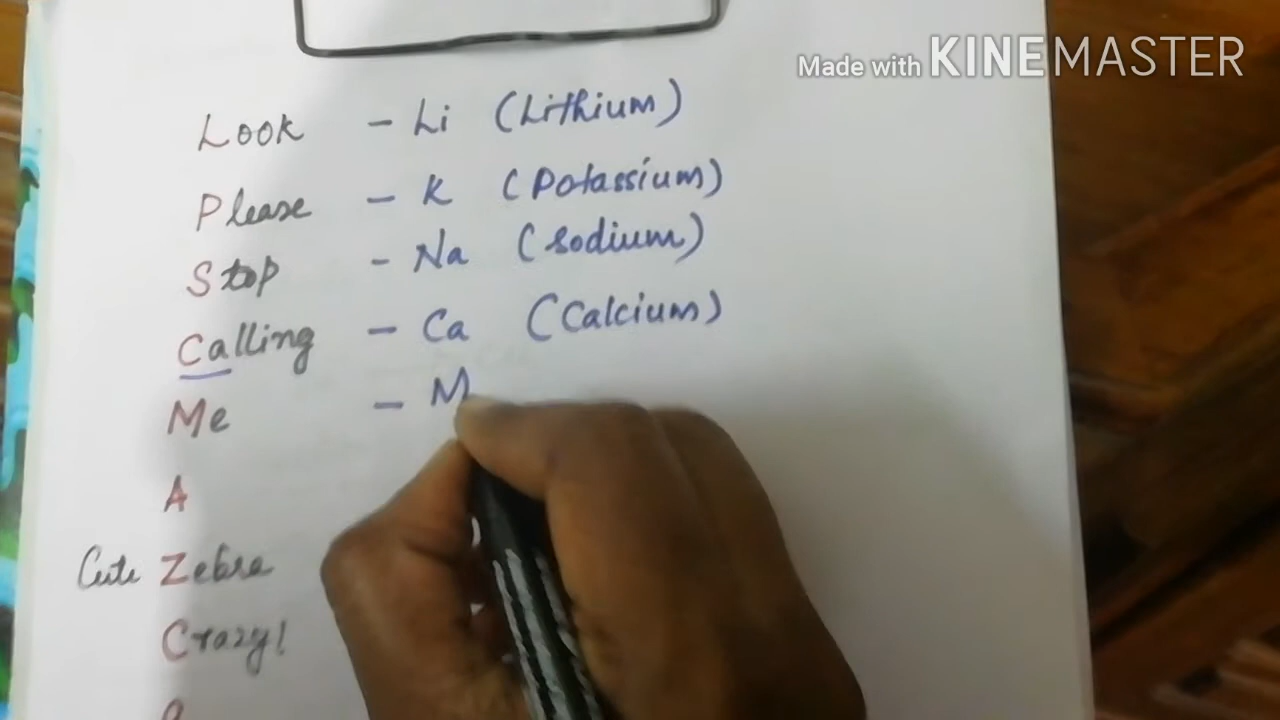 Made with KINEMASTER
Look - Li (Lithium)
Please - K (Potassium)
Stop - Na (Sodium)
Calling - Ca (Calcium)
Me - M
A
Cute Zebra
Crazy!